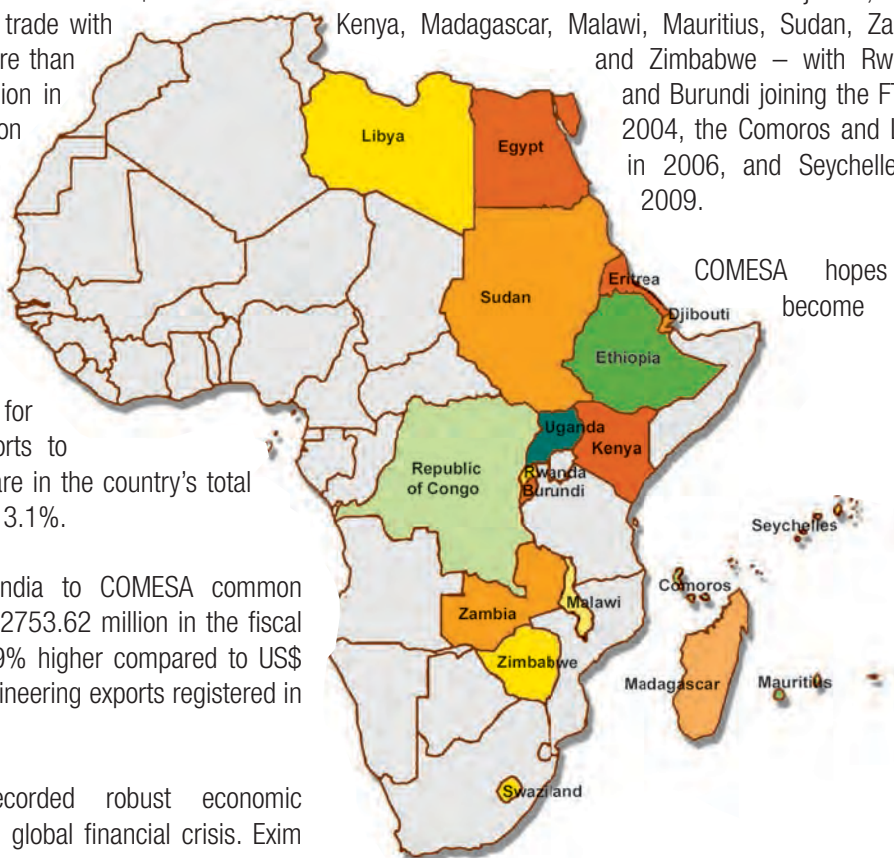 trade with
re than
ion in
on
for
rts to
are in the country's total
3.1%.
ndia to COMESA common
2753.62 million in the fiscal
9% higher compared to US$
ineering exports registered in
ecorded robust economic
global financial crisis. Exim
Kenya, Madagascar, Malawi, Mauritius, Sudan, Za
and Zimbabwe – with Rw
and Burundi joining the F
2004, the Comoros and
in 2006, and Seychelle
2009.
COMESA hopes
become
Libya
Egypt
Sudan
Eritrea
Djibouti
Ethiopia
Uganda
Kenya
Republic
of Congo
Rwanda
Burundi
Seychelles
Comoros
Malawi
Zambia
Zimbabwe
Madagascar
Mauritius
Swaziland